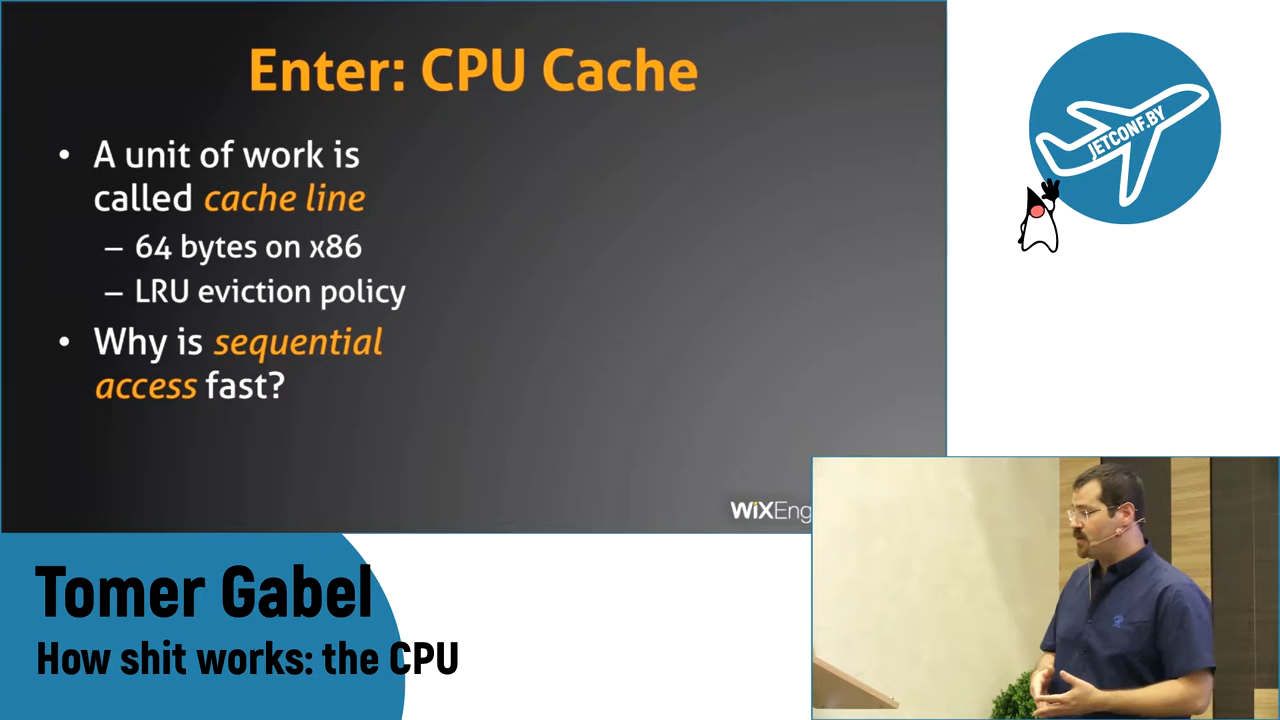 Enter: CPU Cache
• A unit of work is
called cache line
– 64 bytes on x86
– LRU eviction policy
• Why is sequential
access fast?
WiXEng
JETCONF.BY
Tomer Gabel
How shit works: the CPU